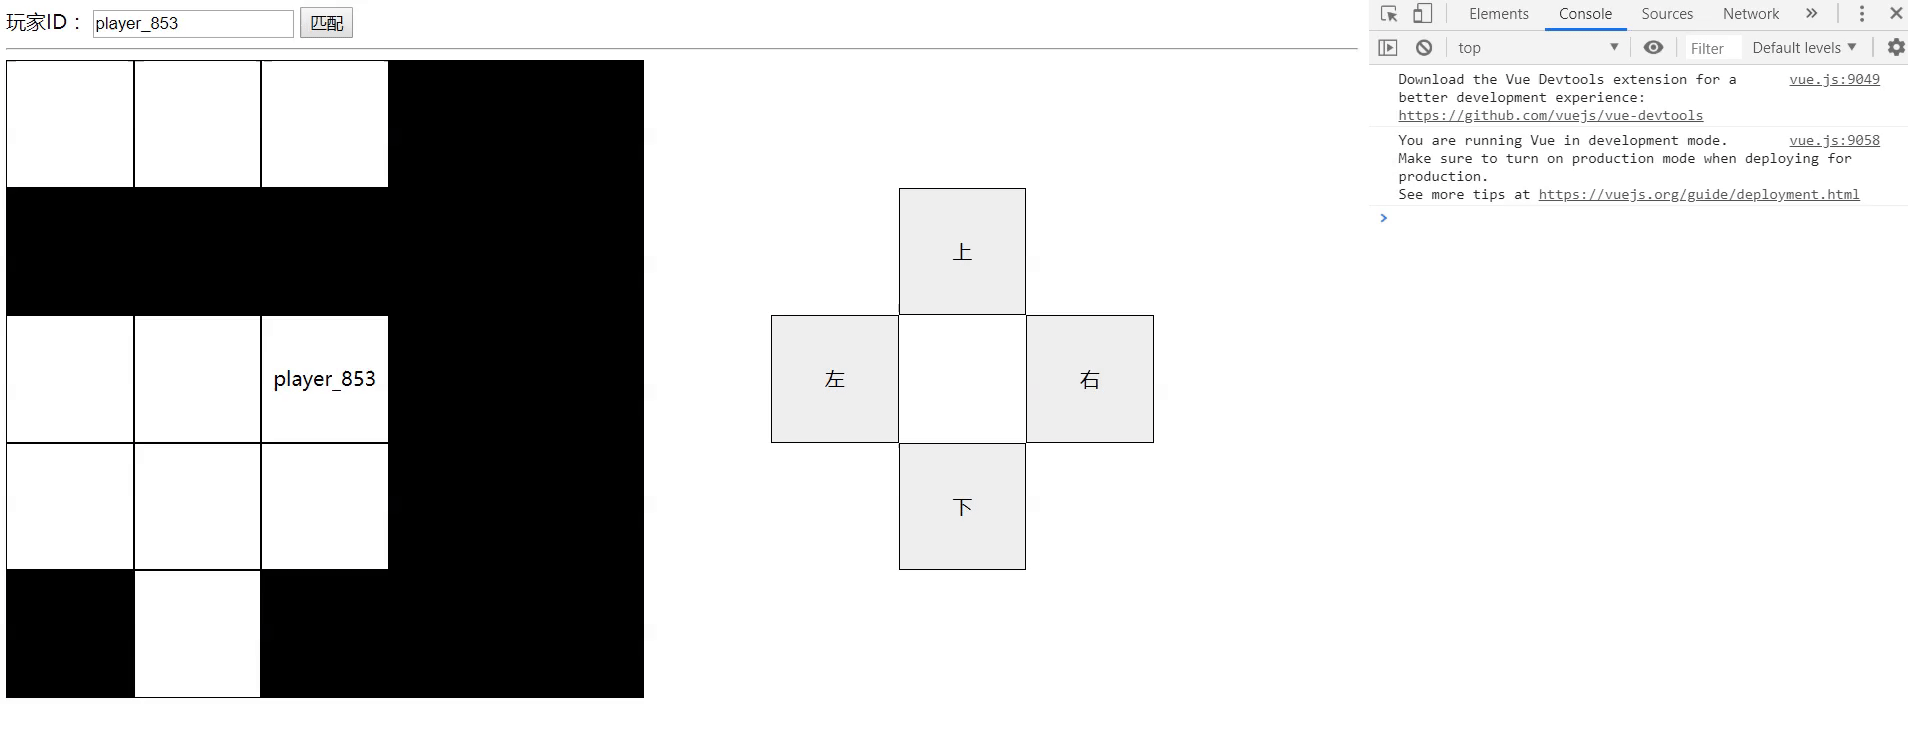 玩家ID： player_853 匹配
player_853
上
左
右
下
Elements Console Sources Network »
top Filter Default levels
Download the Vue Devtools extension for a vue.js:9049
better development experience:
https://github.com/vuejs/vue-devtools
You are running Vue in development mode. vue.js:9058
Make sure to turn on production mode when deploying for
production.
See more tips at https://vuejs.org/guide/deployment.html
>